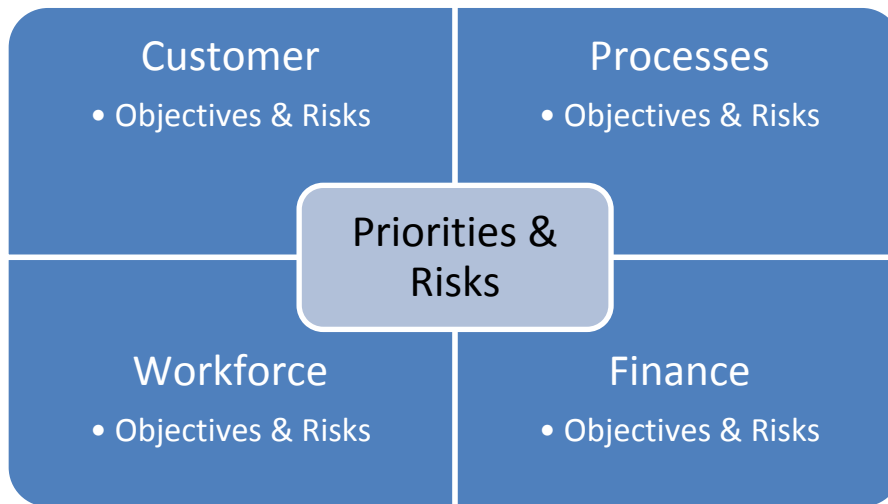 Customer
• Objectives & Risks
Processes
• Objectives & Risks
Priorities &
Risks
Workforce
• Objectives & Risks
Finance
• Objectives & Risks